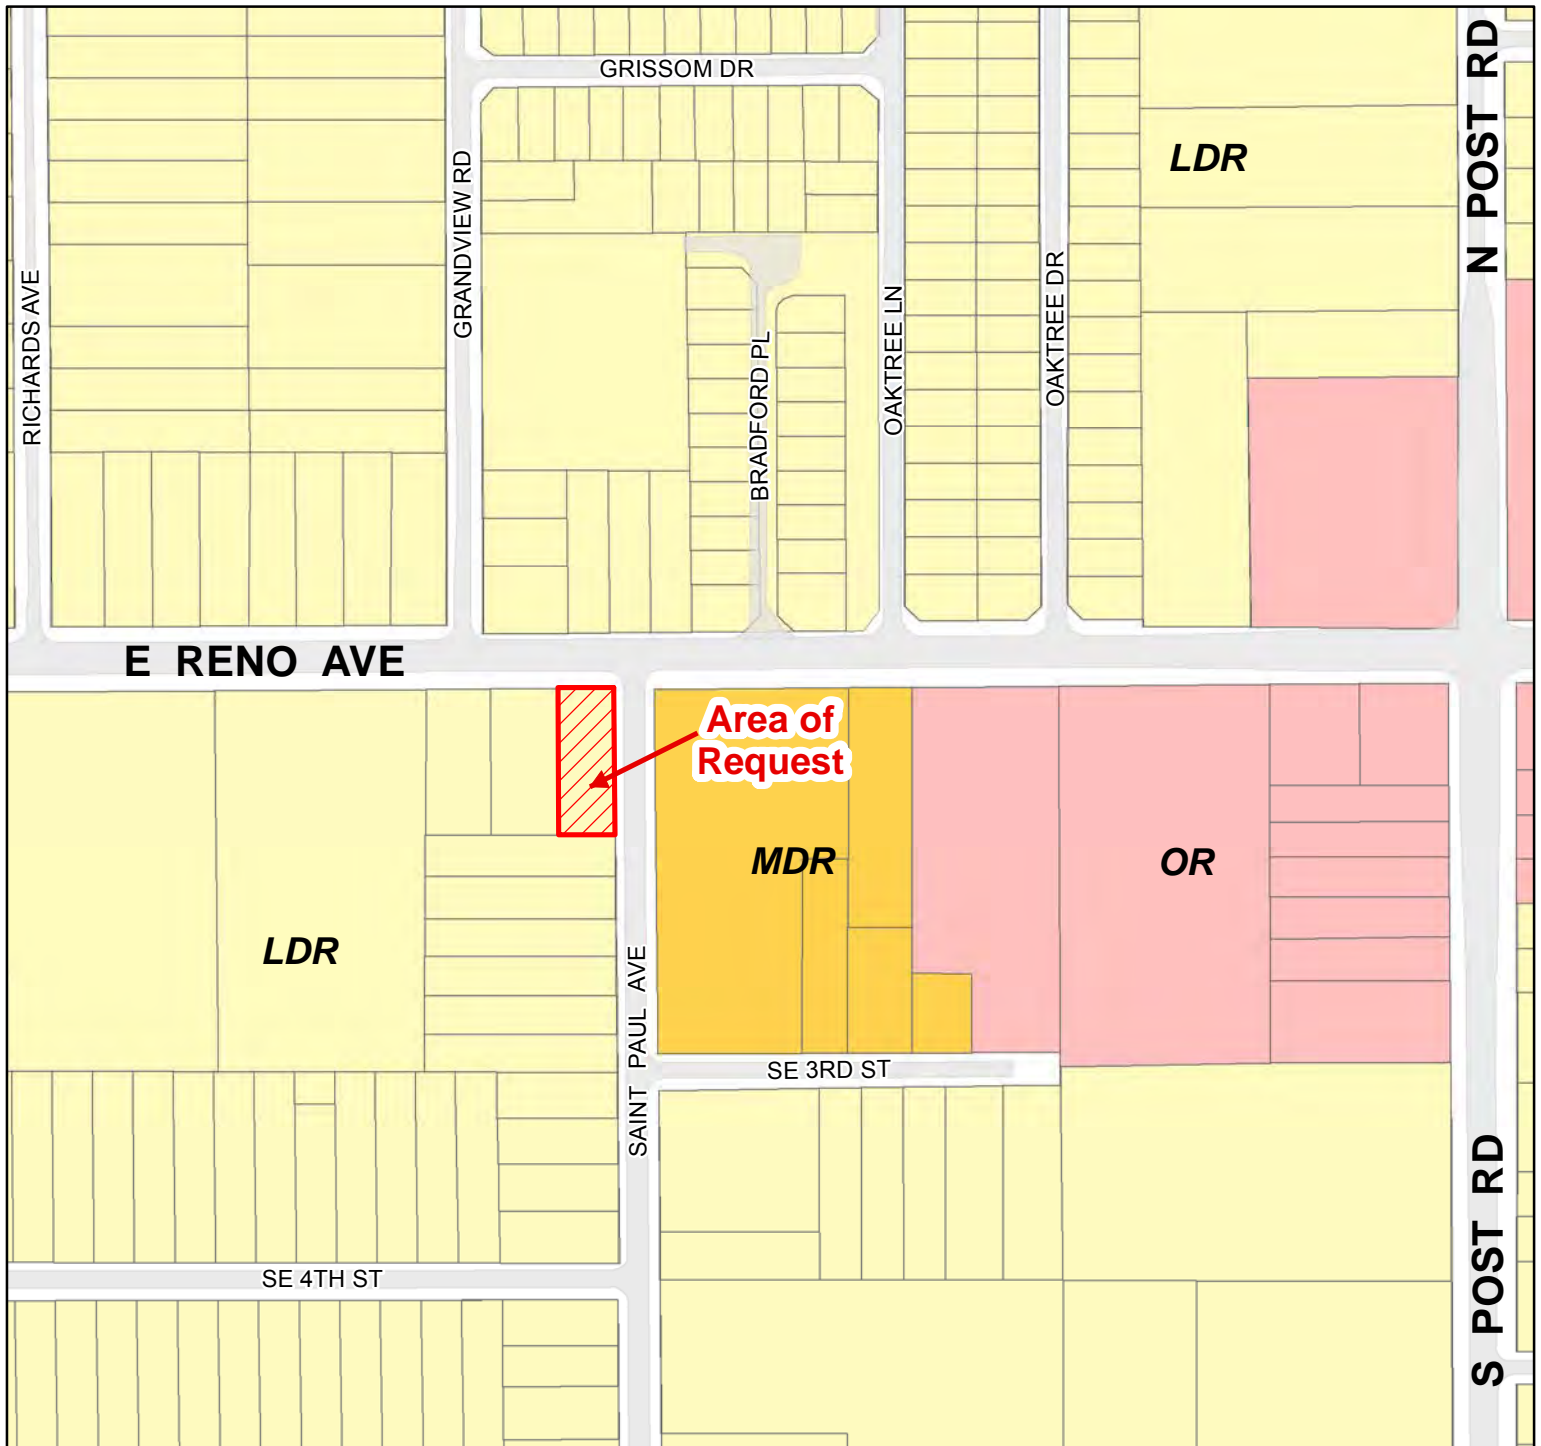 GRISSOM DR
N POST RD
LDR
GRANDVIEW RD
RICHARDS AVE
OAKTREE DR
OAKTREE LN
BRADFORD PL
E RENO AVE
Area of
Request
MDR
OR
LDR
SAINT PAUL AVE
SE 3RD ST
S POST RD
SE 4TH ST